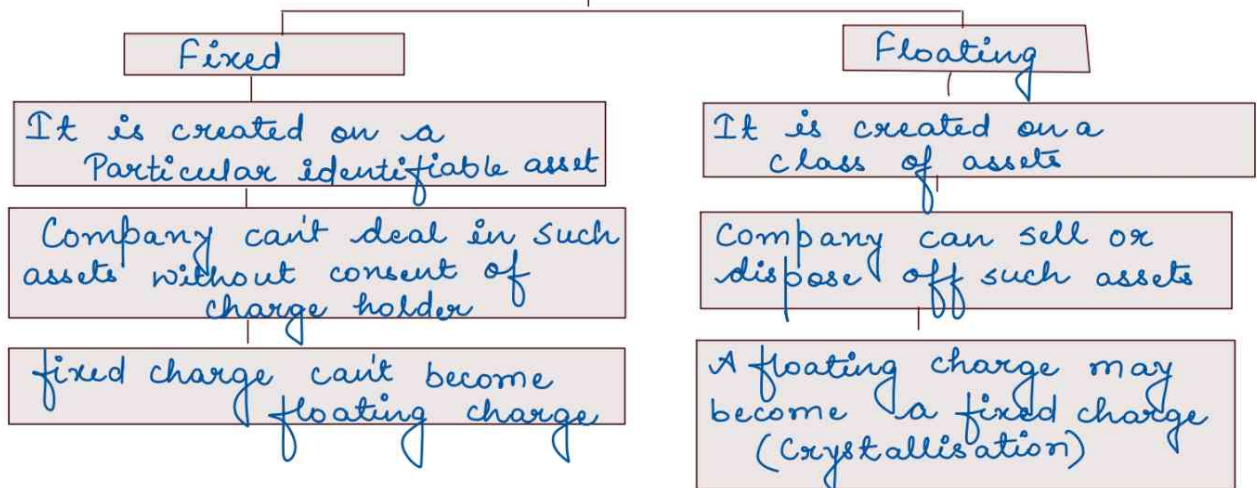 Fixed
It is created on a
Particular identifiable asset
Company can't deal in such
assets without consent of
charge holder
fixed charge can't become
floating charge
Floating
It is created on a
class of assets
Company can sell or
dispose off such assets
A floating charge may
become a fixed charge
(Crystallisation)